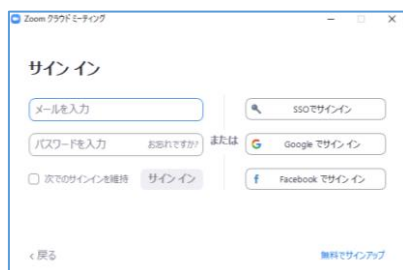 Zoom クラウド ミーティング
サイン イン
メールを入力
パスワードを入力 お忘れですか?
次でのサインインを維持 サイン イン
または
SSOでサインイン
Google でサイン イン
Facebook でサイン イン
戻る
無料でサインアップ